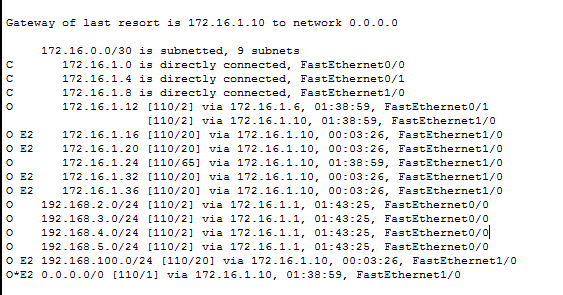 Gateway of last resort is 172.16.1.10 to network 0.0.0.0
172.16.0.0/30 is subnetted, 9 subnets
C 172.16.1.0 is directly connected, FastEthernet0/0
C 172.16.1.4 is directly connected, FastEthernet0/1
C 172.16.1.8 is directly connected, FastEthernet1/0
O 172.16.1.12 [110/2] via 172.16.1.6, 01:38:59, FastEthernet0/1
[110/2] via 172.16.1.10, 01:38:59, FastEthernet1/0
O E2 172.16.1.16 [110/20] via 172.16.1.10, 00:03:26, FastEthernet1/0
O E2 172.16.1.20 [110/20] via 172.16.1.10, 00:03:26, FastEthernet1/0
O 172.16.1.24 [110/65] via 172.16.1.10, 01:38:59, FastEthernet1/0
O E2 172.16.1.32 [110/20] via 172.16.1.10, 00:03:26, FastEthernet1/0
O E2 172.16.1.36 [110/20] via 172.16.1.10, 00:03:26, FastEthernet1/0
O 192.168.2.0/24 [110/2] via 172.16.1.1, 01:43:25, FastEthernet0/0
O 192.168.3.0/24 [110/2] via 172.16.1.1, 01:43:25, FastEthernet0/0
O 192.168.4.0/24 [110/2] via 172.16.1.1, 01:43:25, FastEthernet0/0
O 192.168.5.0/24 [110/2] via 172.16.1.1, 01:43:25, FastEthernet0/0
O E2 192.168.100.0/24 [110/20] via 172.16.1.10, 00:03:26, FastEthernet1/0
O*E2 0.0.0.0/0 [110/1] via 172.16.1.10, 01:38:59, FastEthernet1/0